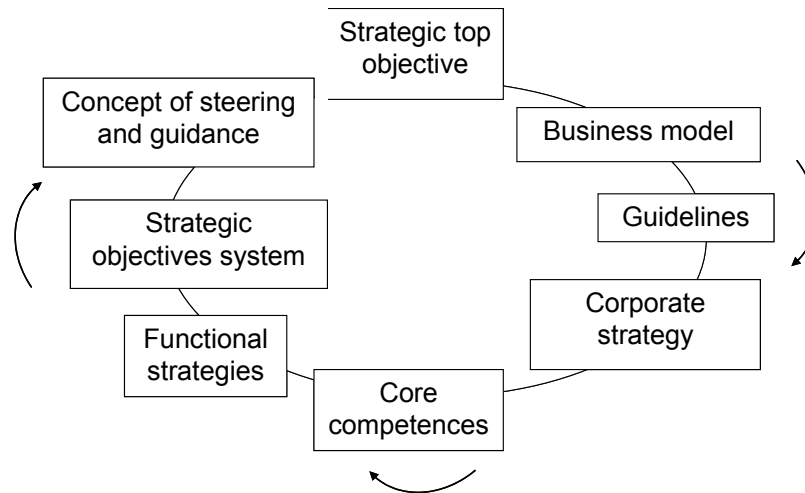 Strategic top
objective
Business model
Guidelines
Corporate
strategy
Core
competences
Functional
strategies
Strategic
objectives system
Concept of steering
and guidance